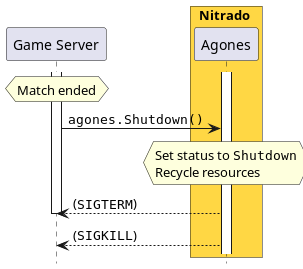 Nitrado
Game Server
Agones
Match ended
agones.Shutdown()
Set status to Shutdown
Recycle resources
(SIGTERM)
(SIGKILL)